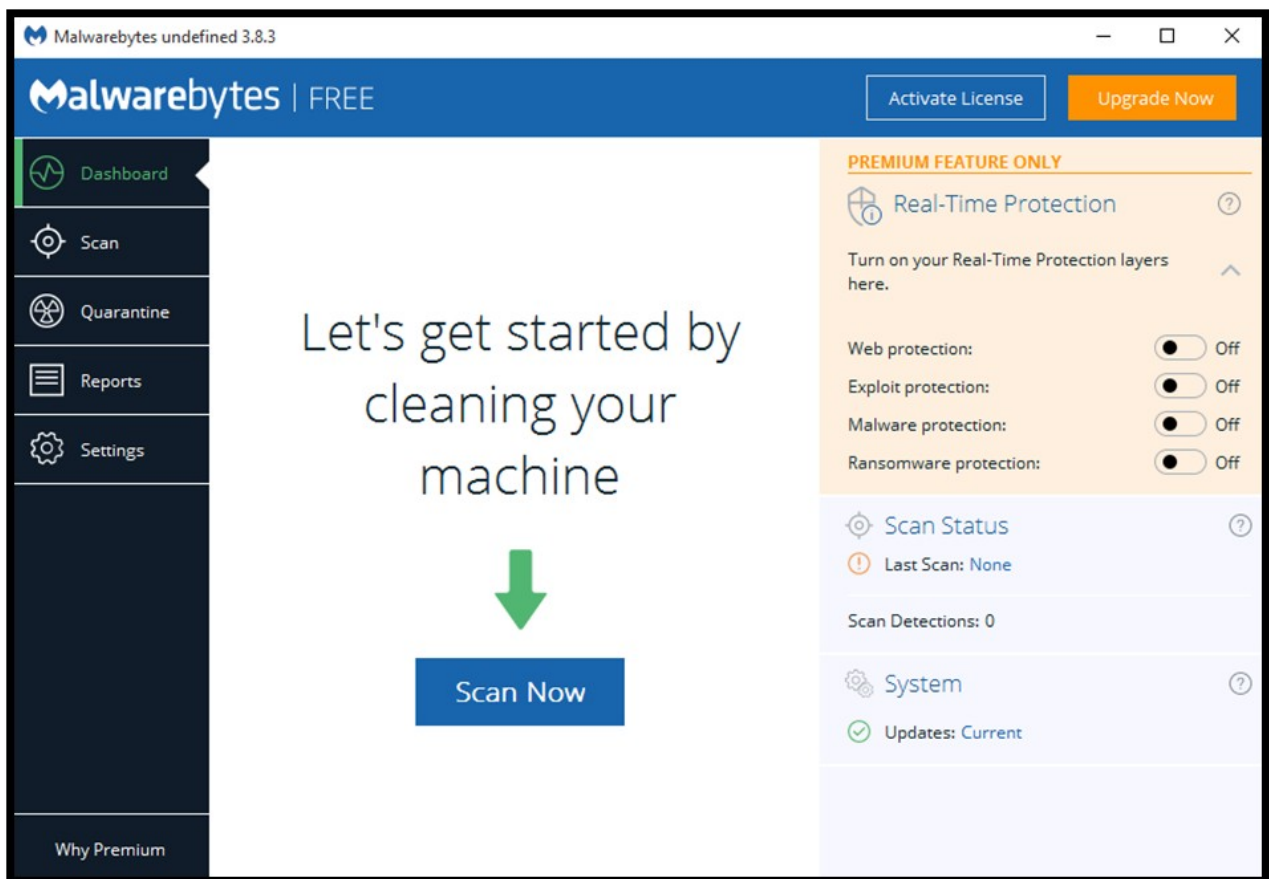 Malwarebytes undefined 3.8.3
Malwarebytes | FREE
Activate License
Upgrade Now
Dashboard
Scan
Quarantine
Reports
Settings
Why Premium
Let's get started by
cleaning your
machine
Scan Now
PREMIUM FEATURE ONLY
Real-Time Protection
Turn on your Real-Time Protection layers
here.
Web protection: Off
Exploit protection: Off
Malware protection: Off
Ransomware protection: Off
Scan Status
Last Scan: None
Scan Detections: 0
System
Updates: Current